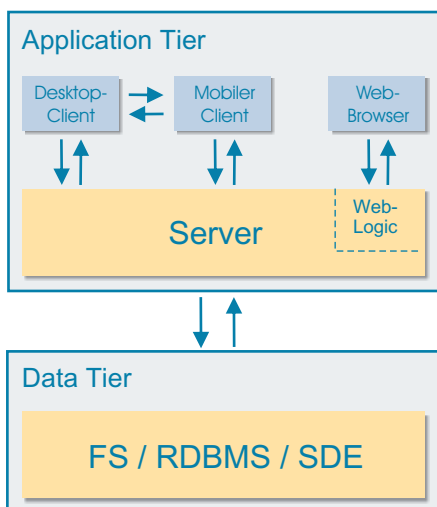 Application Tier
Desktop-
Client
Mobiler
Client
Web-
Browser
Server
Web-
Logic
Data Tier
FS / RDBMS / SDE